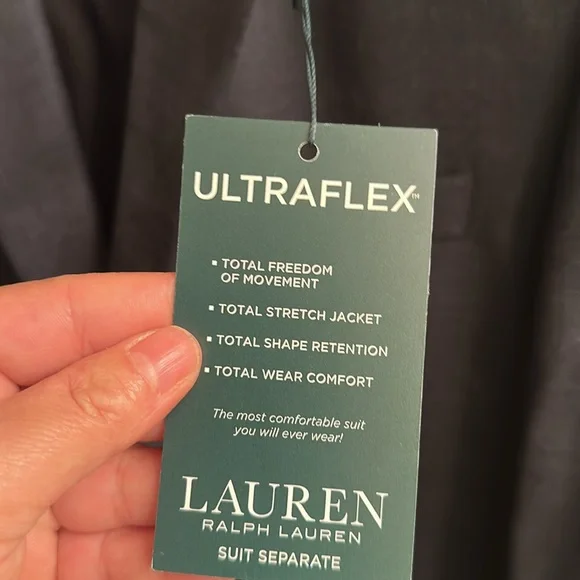 ULTRAFLEX™
▪ TOTAL FREEDOM
OF MOVEMENT
▪ TOTAL STRETCH JACKET
▪ TOTAL SHAPE RETENTION
▪ TOTAL WEAR COMFORT
The most comfortable suit
you will ever wear!
LAUREN
RALPH LAUREN
SUIT SEPARATE